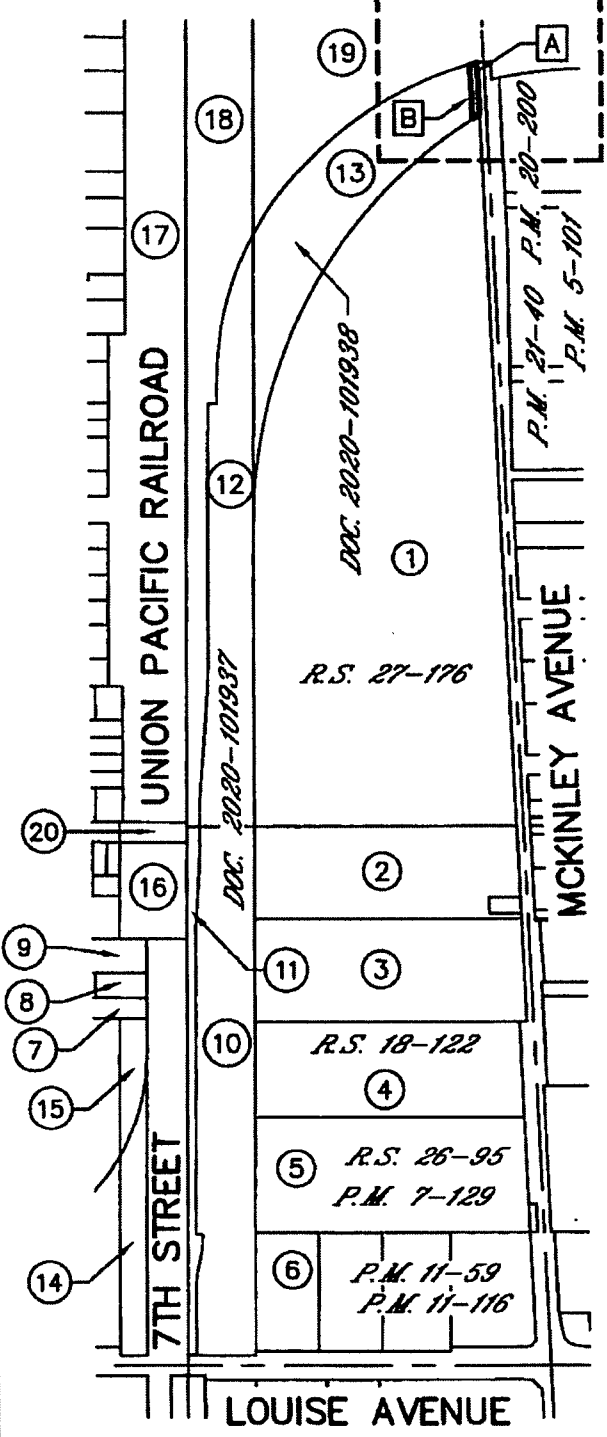 19
A
18
B
13
P.M. 20-200
17
P.M. 21-40
P.M. 5-101
UNION PACIFIC RAILROAD
DOC. 2020-101938
12
1
R.S. 27-176
MCKINLEY AVENUE
DOC. 2020-101937
20
2
16
9
3
11
8
7
10
R.S. 18-122
4
15
5
R.S. 26-95
P.M. 7-129
7TH STREET
14
6
P.M. 11-59
P.M. 11-116
LOUISE AVENUE